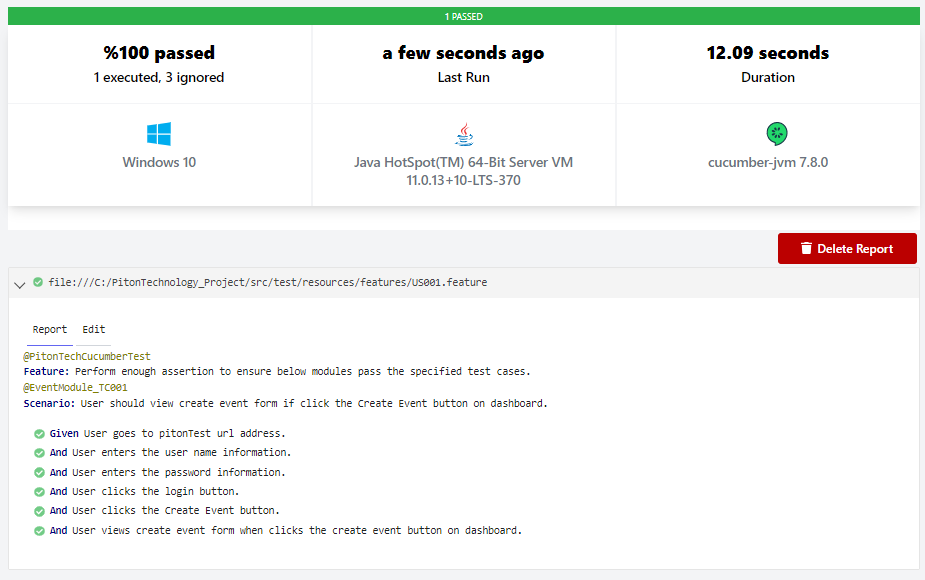 1 PASSED
%100 passed
1 executed, 3 ignored
a few seconds ago
Last Run
12.09 seconds
Duration
Windows 10
Java HotSpot(TM) 64-Bit Server VM
11.0.13+10-LTS-370
cucumber-jvm 7.8.0
Delete Report
file:///C:/PitonTechnology_Project/src/test/resources/features/US001.feature
Report Edit
@PitonTechCucumberTest
Feature: Perform enough assertion to ensure below modules pass the specified test cases.
@EventModule_TC001
Scenario: User should view create event form if click the Create Event button on dashboard.
Given User goes to pitonTest url address.
And User enters the user name information.
And User enters the password information.
And User clicks the login button.
And User clicks the Create Event button.
And User views create event form when clicks the create event button on dashboard.